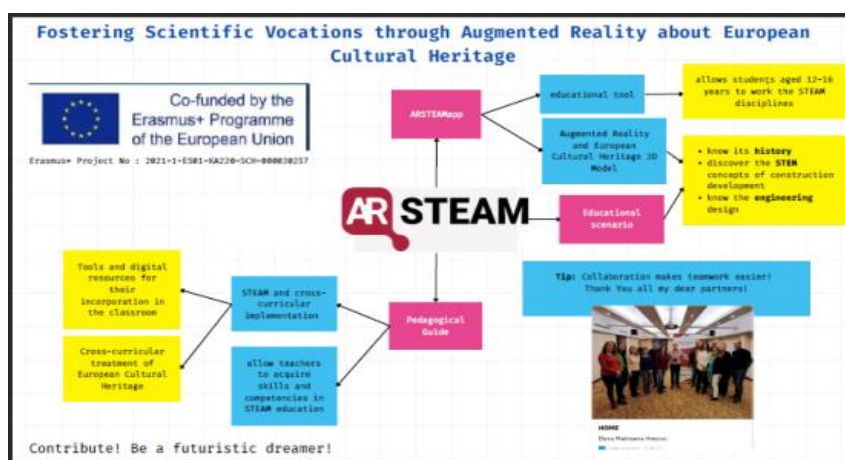 Fostering Scientific Vocations through Augmented Reality about European
Cultural Heritage
Co-funded by the
Erasmus+ Programme
of the European Union
Erasmus+ Project No : 2021-1-ES01-KA220-SCH-000030257
ARSTEAMapp
educational tool
allows students aged 12-16
years to work the STEAM
disciplines
Augmented Reality
and European
Cultural Heritage 3D
Model
• know its history
• discover the STEM
concepts of construction
development
• know the engineering
design
AR STEAM
Educational
scenario
Tools and digital
resources for
their
incorporation in
the classroom
STEAM and cross-
curricular
implementation
Pedagogical
Guide
Cross-curricular
treatment of
European Cultural
Heritage
allow teachers
to acquire
skills and
competencies in
STEAM education
Tip: Collaboration makes teamwork easier!
Thank You all my dear partners!
HOME
Contribute! Be a futuristic dreamer!